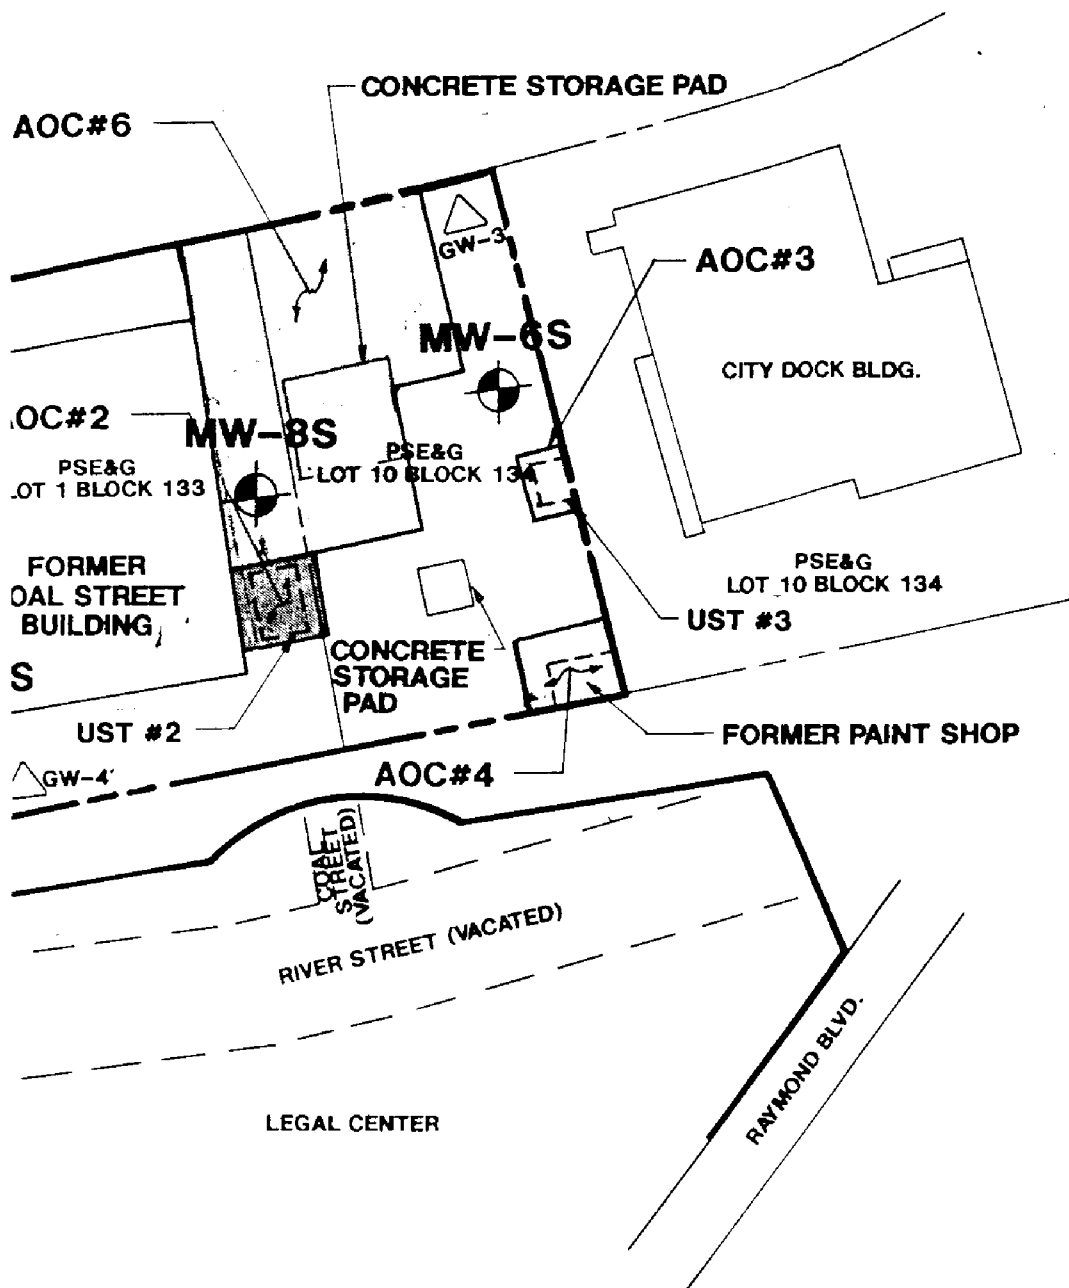 CONCRETE STORAGE PAD
AOC#6
GW-3
AOC#3
MW-6S
CITY DOCK BLDG.
OC#2
MW-8S
PSE&G
OT 1 BLOCK 133
PSE&G
LOT 10 BLOCK 134
FORMER
OAL STREET
BUILDING
PSE&G
LOT 10 BLOCK 134
UST #3
CONCRETE
STORAGE
PAD
S
UST #2
FORMER PAINT SHOP
GW-4
AOC#4
COAL
STREET
(VACATED)
RIVER STREET (VACATED)
RAYMOND BLVD.
LEGAL CENTER